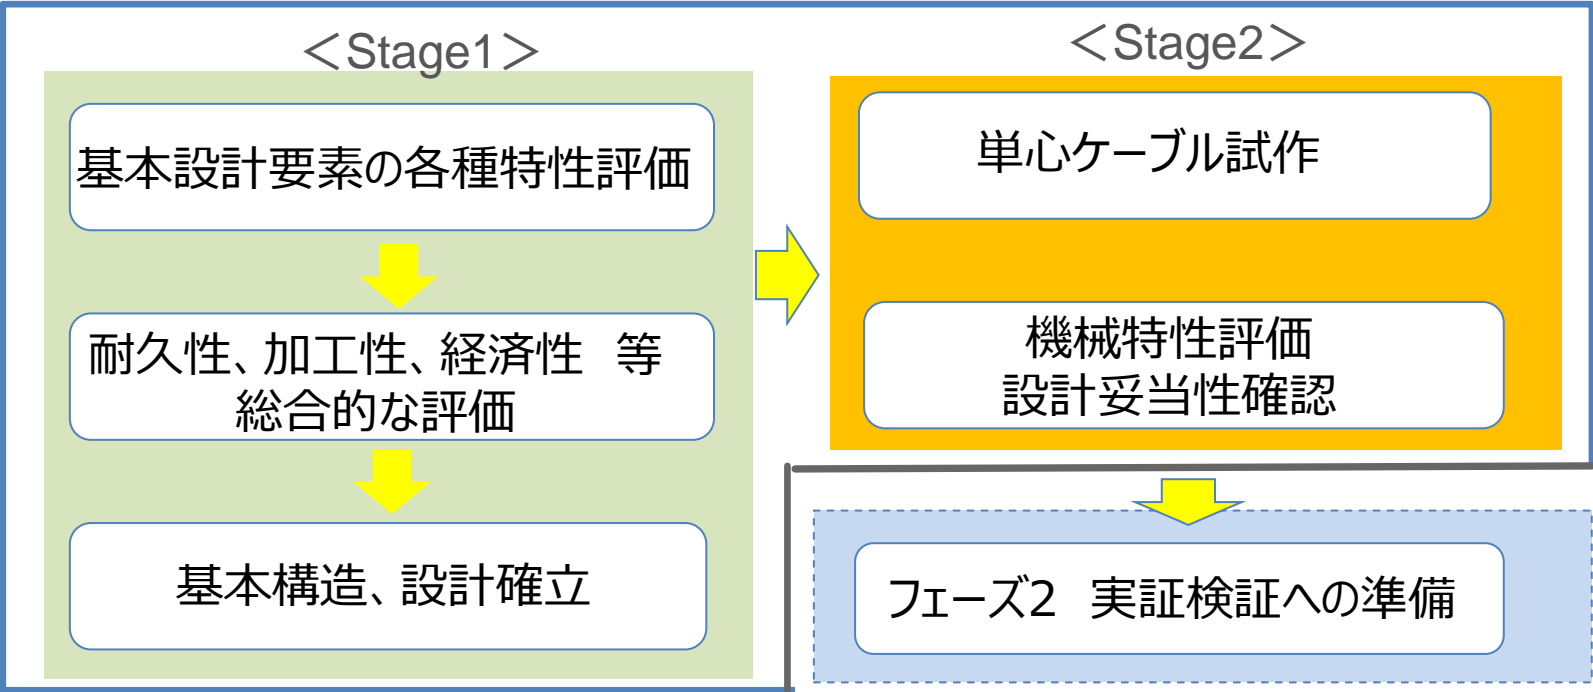 ＜Stage1＞
基本設計要素の各種特性評価
耐久性、加工性、経済性　等
総合的な評価
基本構造、設計確立
＜Stage2＞
単心ケーブル試作
機械特性評価
設計妥当性確認
フェーズ2　実証検証への準備